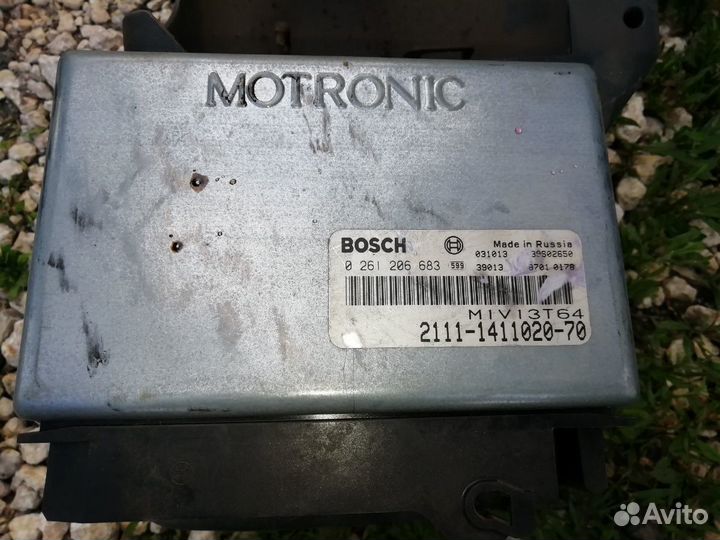 MOTRONIC
BOSCH Made in Russia
031013 39S02650
0 261 206 683 599 39013 8701 0178
M1V13T64
2111-1411020-70
Avito